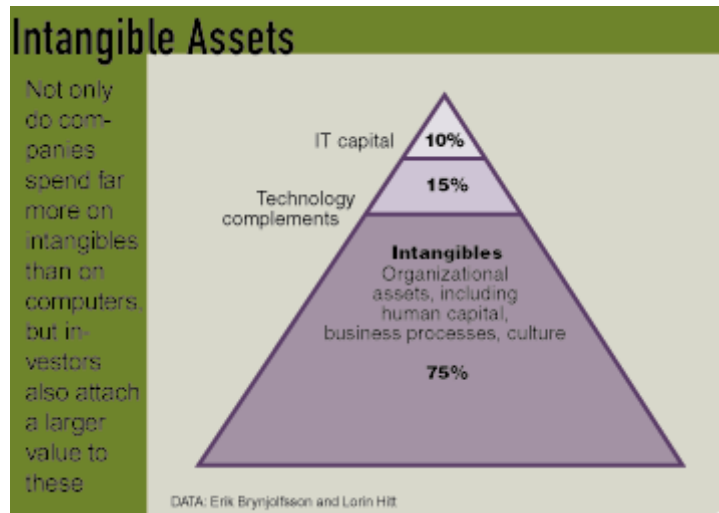 Intangible Assets
Not only
do com-
panies
spend far
more on
intangibles
than on
computers,
but in-
vestors
also attach
a larger
value to
these
IT capital
10%
Technology
complements
15%
Intangibles
Organizational
assets, including
human capital,
business processes, culture
75%
DATA: Erik Brynjolfsson and Lorin Hitt